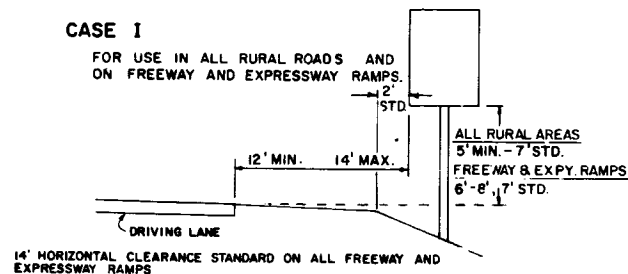 CASE I
FOR USE IN ALL RURAL ROADS AND
ON FREEWAY AND EXPRESSWAY RAMPS.
2'
STD.
ALL RURAL AREAS
5' MIN. - 7' STD.
FREEWAY & EXPY. RAMPS
6'-8', 7' STD.
12' MIN. 14' MAX.
DRIVING LANE
14' HORIZONTAL CLEARANCE STANDARD ON ALL FREEWAY AND
EXPRESSWAY RAMPS